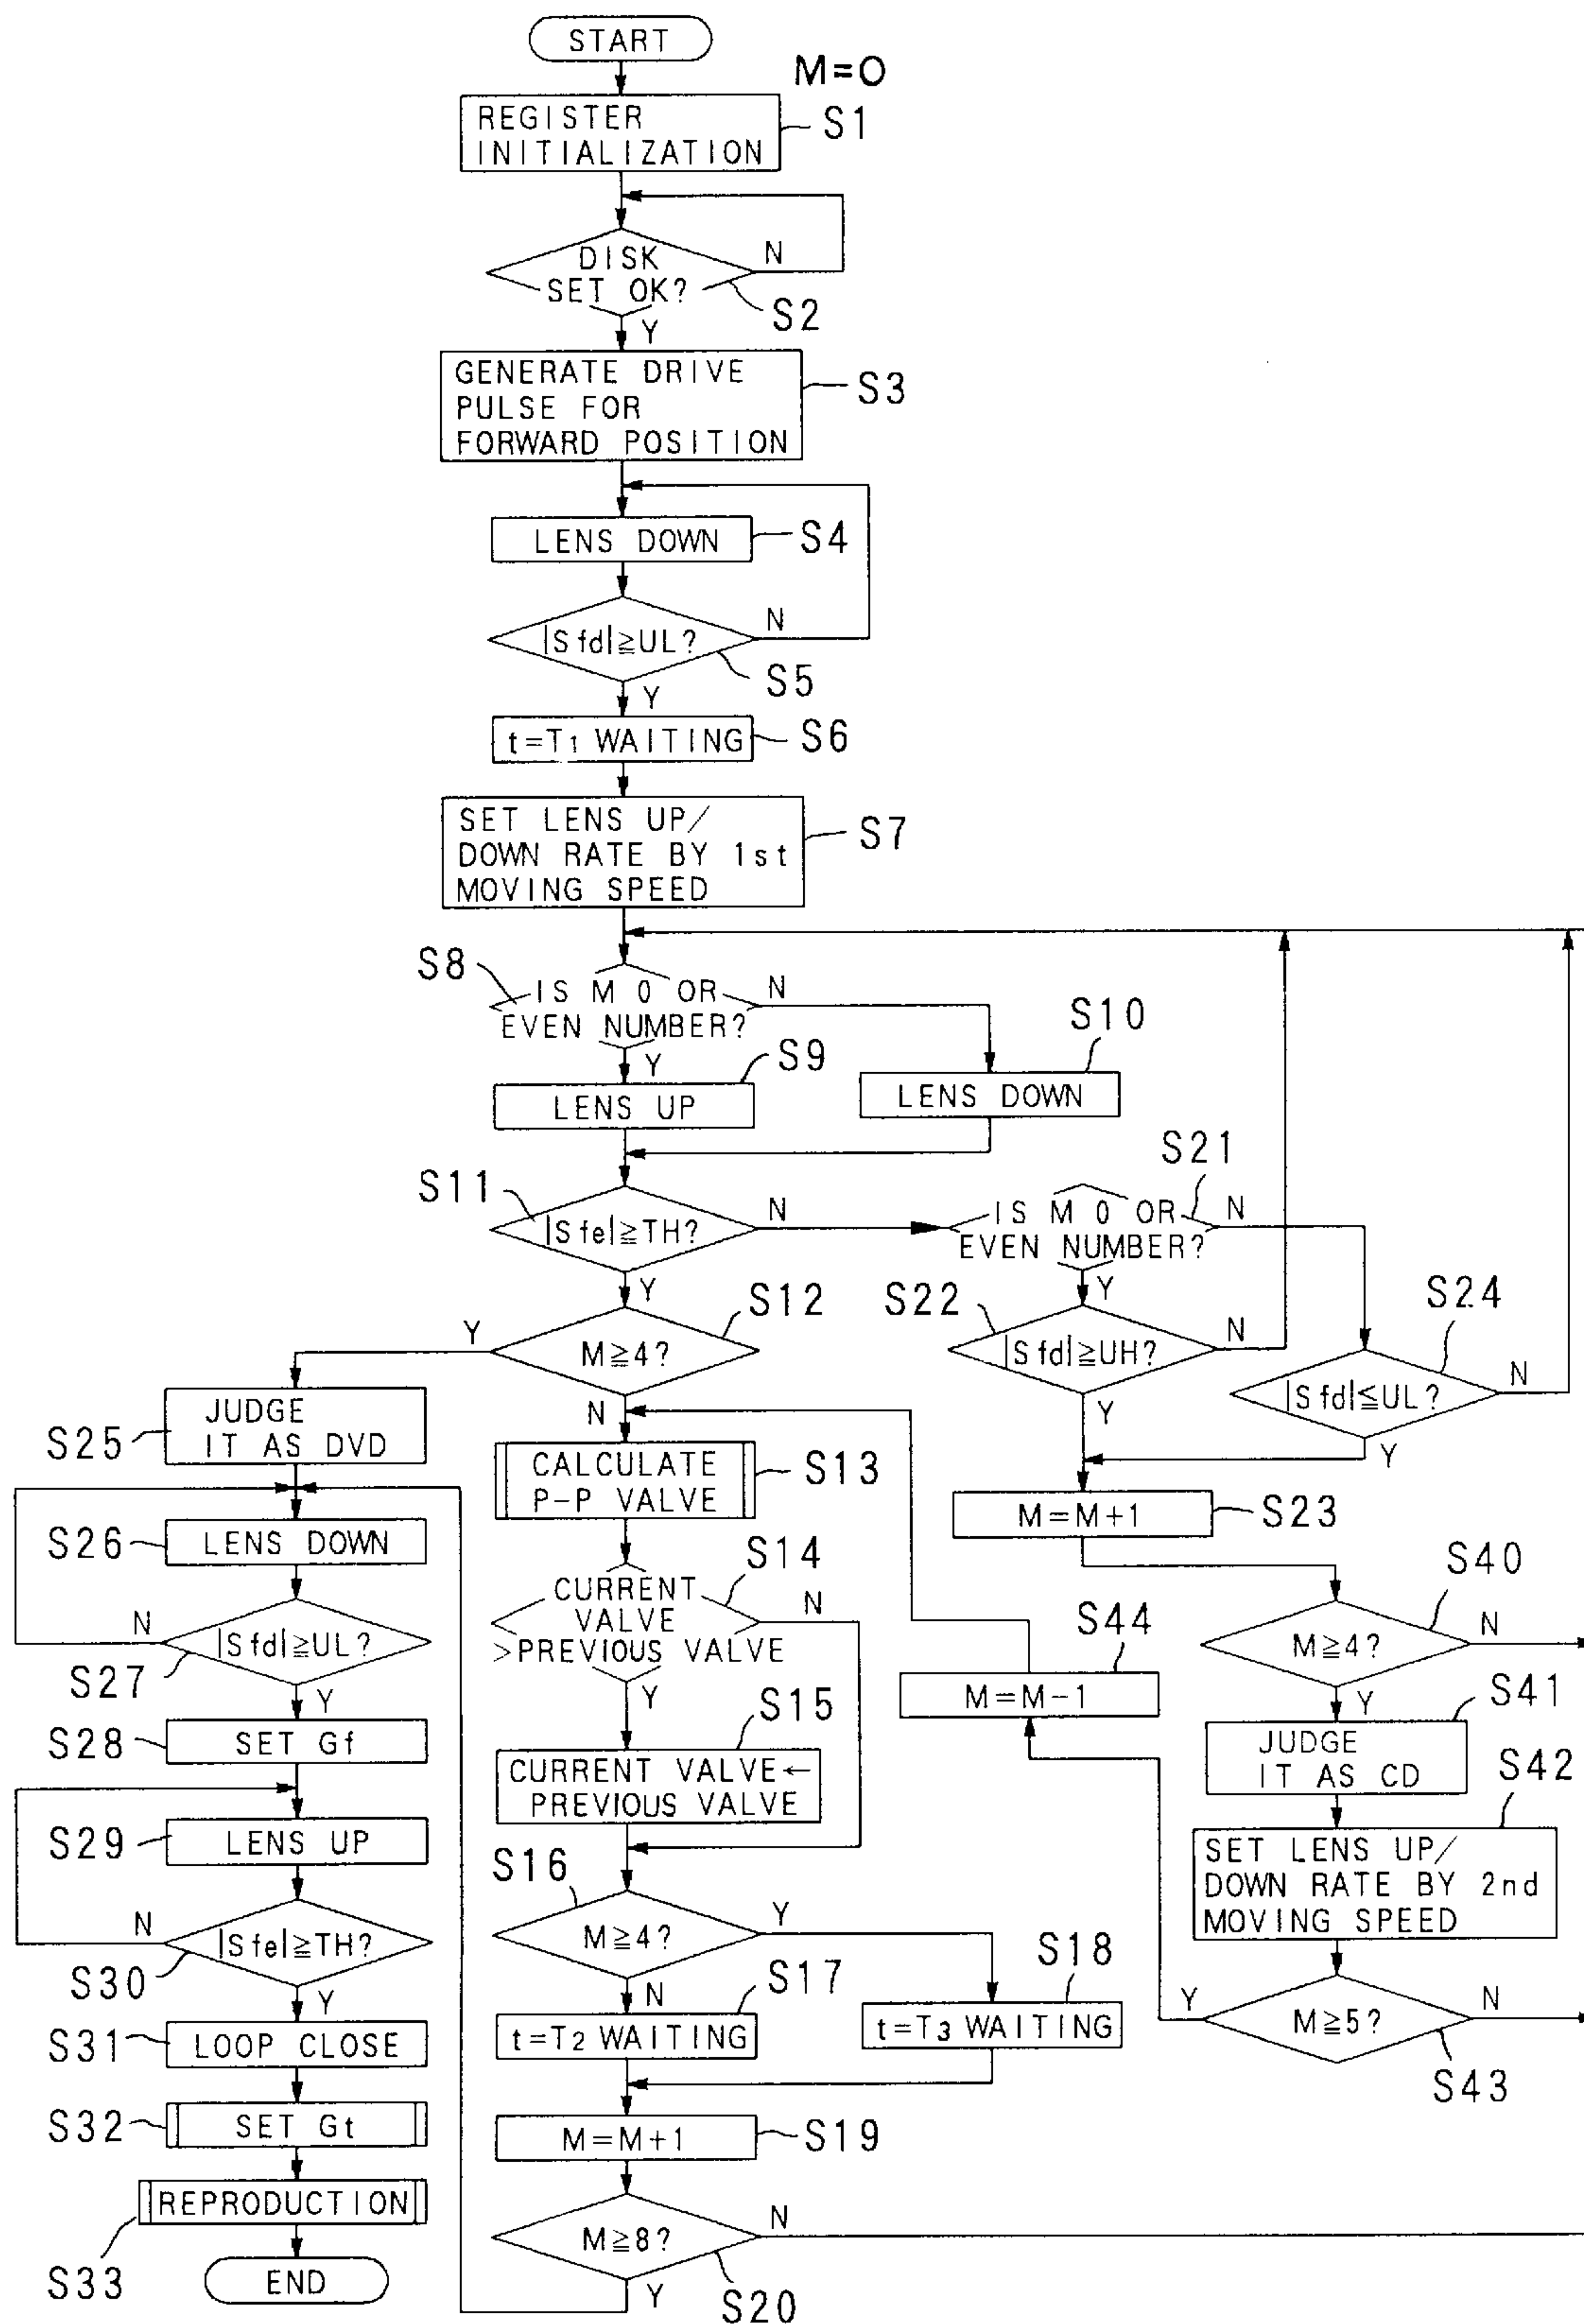 START
M=0
REGISTER
INITIALIZATION
S1
DISK
SET OK?
N
S2
Y
GENERATE DRIVE
PULSE FOR
FORWARD POSITION
S3
LENS DOWN
S4
|Sfd|≧UL?
N
S5
Y
t=T1 WAITING
S6
SET LENS UP/
DOWN RATE BY 1st
MOVING SPEED
S7
S8
IS M 0 OR
EVEN NUMBER?
N
Y
S9
LENS UP
S10
LENS DOWN
S11
|Sfe|≧TH?
N
Y
S21
IS M 0 OR
EVEN NUMBER?
N
Y
S12
M≧4?
Y
N
S22
|Sfd|≧UH?
N
Y
S24
|Sfd|≦UL?
N
Y
S25
JUDGE
IT AS DVD
CALCULATE
P-P VALVE
S13
M=M+1
S23
S26
LENS DOWN
S14
CURRENT
VALVE
>PREVIOUS VALVE
N
Y
S40
M≧4?
N
Y
N
|Sfd|≧UL?
S27
Y
S44
M=M-1
S41
JUDGE
IT AS CD
S28
SET Gf
S15
CURRENT VALVE←
PREVIOUS VALVE
S42
SET LENS UP/
DOWN RATE BY 2nd
MOVING SPEED
S29
LENS UP
S16
M≧4?
Y
N
N
|Sfe|≧TH?
S30
Y
S17
t=T2 WAITING
S18
t=T3 WAITING
Y
M≧5?
N
S43
S31
LOOP CLOSE
S32
SET Gt
M=M+1
S19
REPRODUCTION
S33
M≧8?
N
S20
Y
END